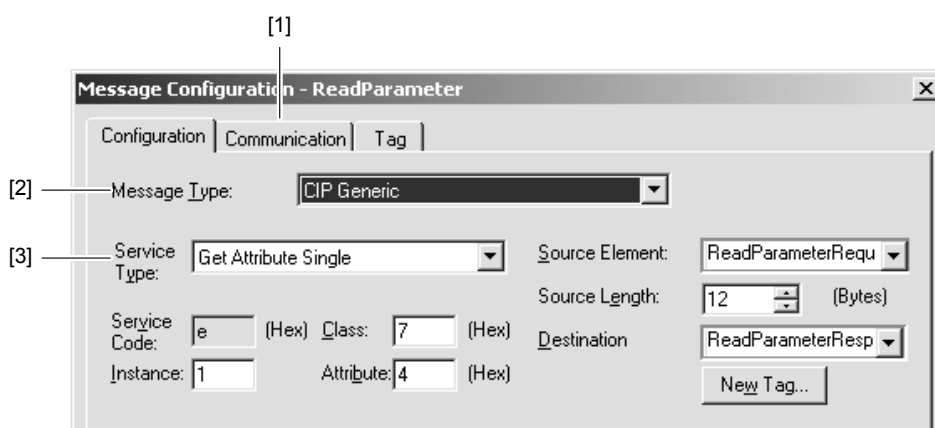 [1]
Message Configuration - ReadParameter
Configuration Communication Tag
[2] Message Type: CIP Generic
[3] Service Type: Get Attribute Single
Source Element: ReadParameterRequ
Source Length: 12 (Bytes)
Service Code: e (Hex) Class: 7 (Hex)
Destination ReadParameterResp
Instance: 1 Attribute: 4 (Hex)
New Tag...